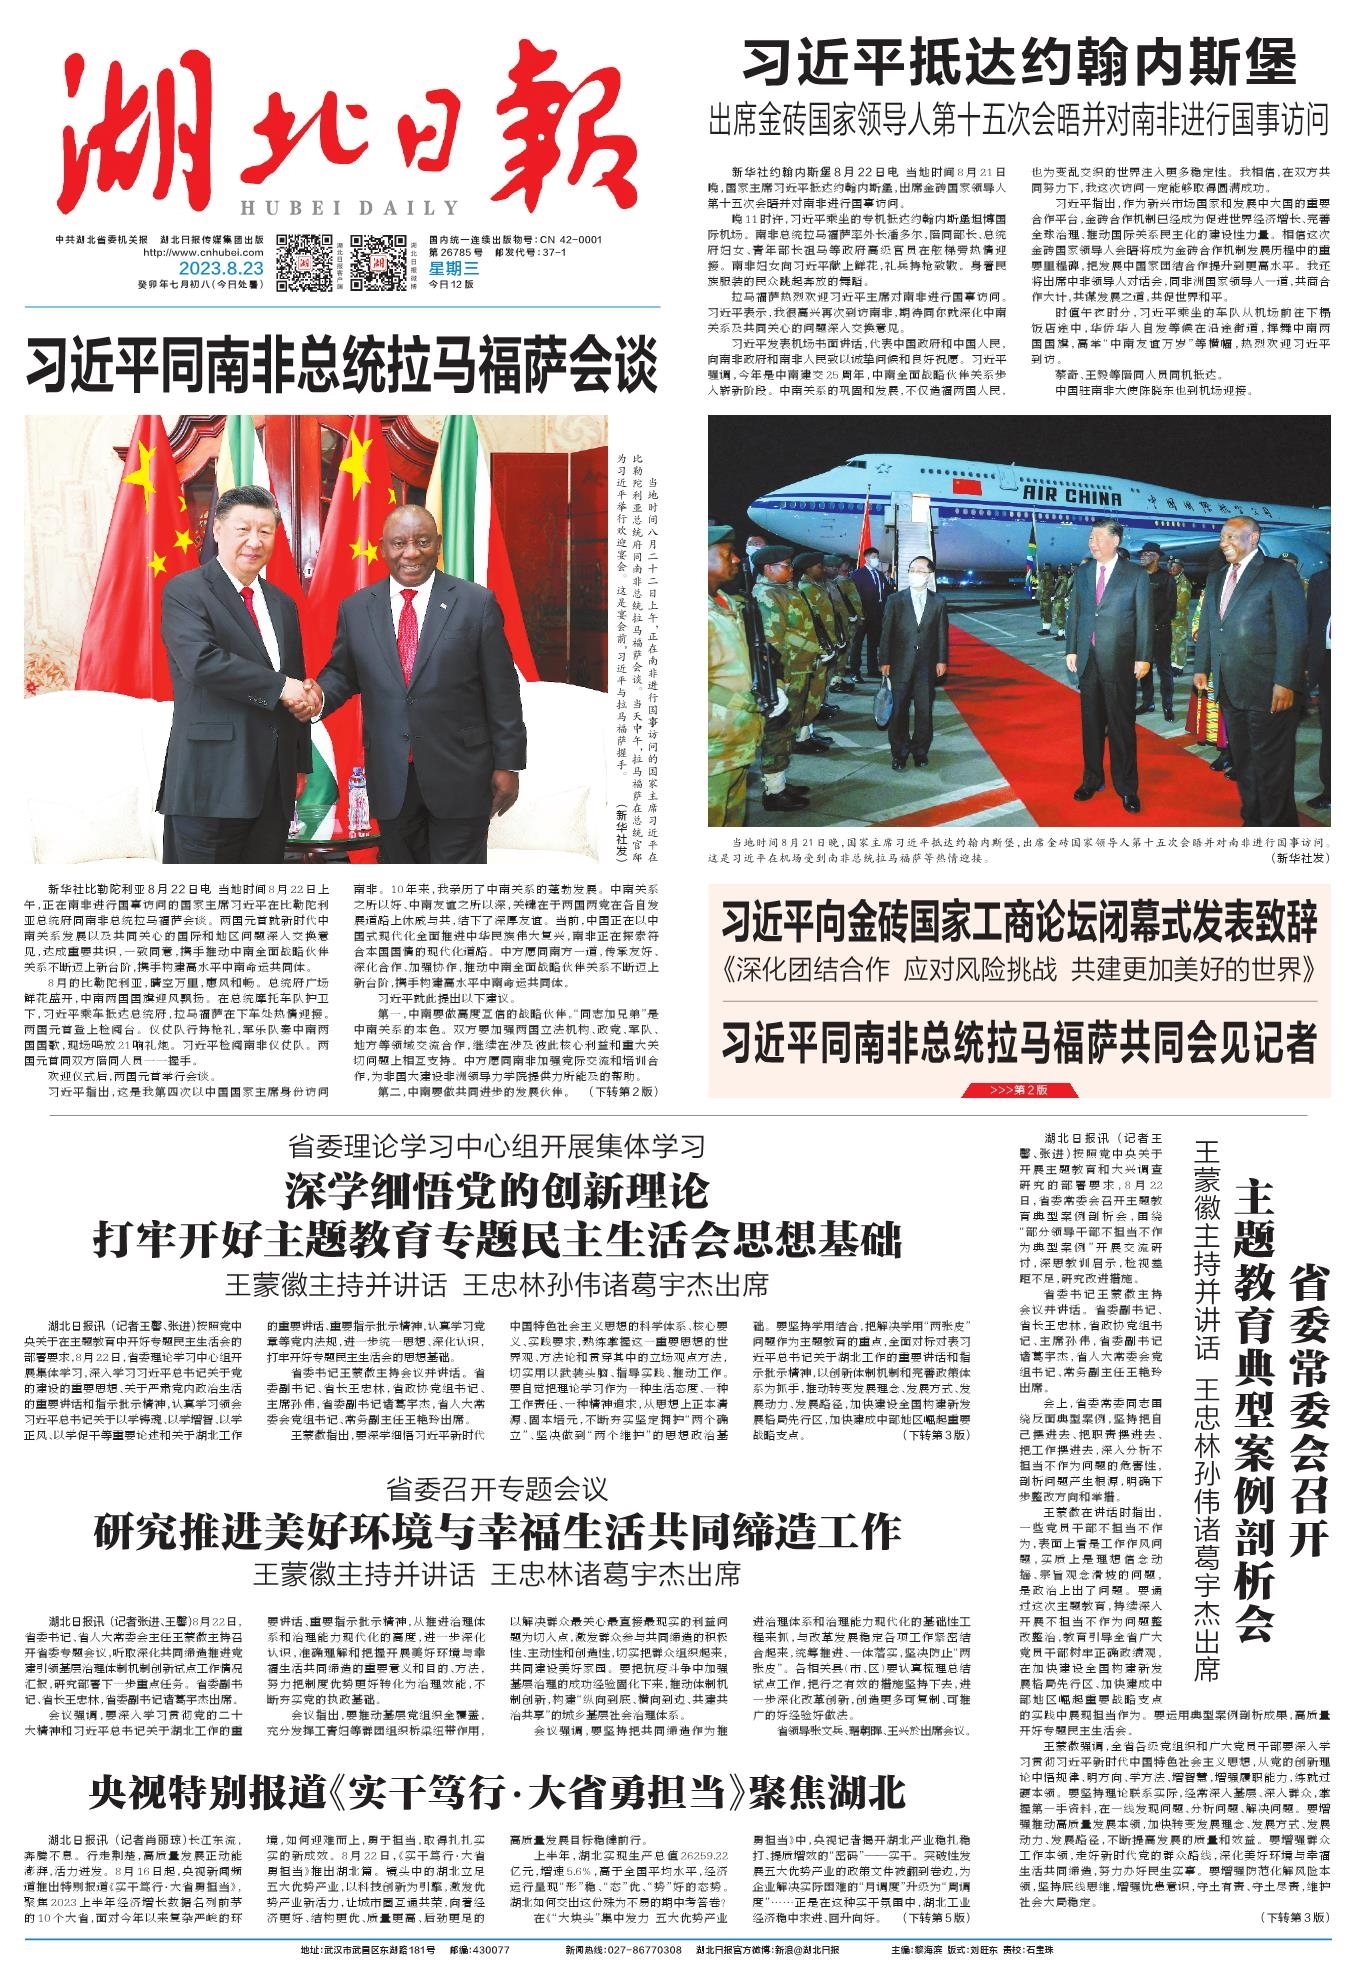 湖北日報
HUBEI DAILY
中共湖北省委机关报 湖北日报传媒集团出版
http://www.cnhubei.com
2023.8.23
癸卯年七月初八(今日处暑)
湖北日报客户端
湖北日报微博
国内统一连续出版物号:CN 42-0001
第26785号 邮发代号:37-1
星期三
今日12版
习近平抵达约翰内斯堡
出席金砖国家领导人第十五次会晤并对南非进行国事访问
新华社约翰内斯堡8月22日电 当地时间8月21日
晚,国家主席习近平抵达约翰内斯堡,出席金砖国家领导人
第十五次会晤并对南非进行国事访问。
晚11时许,习近平乘坐的专机抵达约翰内斯堡坦博国
际机场。南非总统拉马福萨率外长潘多尔、陪同部长、总统
府妇女、青年部长祖马等政府高级官员在舷梯旁热情迎
接。南非妇女向习近平献上鲜花,礼兵持枪致敬。身着民
族服装的民众跳起奔放的舞蹈。
拉马福萨热烈欢迎习近平主席对南非进行国事访问。
习近平表示,我很高兴再次到访南非,期待同你就深化中南
关系及共同关心的问题深入交换意见。
习近平发表机场书面讲话,代表中国政府和中国人民,
向南非政府和南非人民致以诚挚问候和良好祝愿。习近平
强调,今年是中南建交25周年,中南全面战略伙伴关系步
入崭新阶段。中南关系的巩固和发展,不仅造福两国人民,
也为变乱交织的世界注入更多稳定性。我相信,在双方共
同努力下,我这次访问一定能够取得圆满成功。
习近平指出,作为新兴市场国家和发展中大国的重要
合作平台,金砖合作机制已经成为促进世界经济增长、完善
全球治理、推动国际关系民主化的建设性力量。相信这次
金砖国家领导人会晤将成为金砖合作机制发展历程中的重
要里程碑,把发展中国家团结合作提升到更高水平。我还
将出席中非领导人对话会,同非洲国家领导人一道,共商合
作大计,共谋发展之道,共促世界和平。
时值午夜时分,习近平乘坐的车队从机场前往下榻
饭店途中,华侨华人自发等候在沿途街道,挥舞中南两
国国旗,高举“中南友谊万岁”等横幅,热烈欢迎习近平
到访。
蔡奇、王毅等陪同人员同机抵达。
中国驻南非大使陈晓东也到机场迎接。
AIR CHINA 中国国际航空公司
当地时间8月21日晚,国家主席习近平抵达约翰内斯堡,出席金砖国家领导人第十五次会晤并对南非进行国事访问。
这是习近平在机场受到南非总统拉马福萨等热情迎接。 (新华社发)
习近平同南非总统拉马福萨会谈
当地时间八月二十二日上午,正在南非进行国事访问的国家主席习近平在
比勒陀利亚总统府同南非总统拉马福萨会谈。当天中午,拉马福萨在总统官邸
为习近平举行欢迎宴会。这是宴会前,习近平与拉马福萨握手。 (新华社发)
新华社比勒陀利亚8月22日电 当地时间8月22日上
午,正在南非进行国事访问的国家主席习近平在比勒陀利
亚总统府同南非总统拉马福萨会谈。两国元首就新时代中
南关系发展以及共同关心的国际和地区问题深入交换意
见,达成重要共识,一致同意,携手推动中南全面战略伙伴
关系不断迈上新台阶,携手构建高水平中南命运共同体。
8月的比勒陀利亚,晴空万里,惠风和畅。总统府广场
鲜花盛开,中南两国国旗迎风飘扬。在总统摩托车队护卫
下,习近平乘车抵达总统府,拉马福萨在下车处热情迎接。
两国元首登上检阅台。仪仗队行持枪礼,军乐队奏中南两
国国歌,现场鸣放21响礼炮。习近平检阅南非仪仗队。两
国元首同双方陪同人员一一握手。
欢迎仪式后,两国元首举行会谈。
习近平指出,这是我第四次以中国国家主席身份访问
南非。10年来,我亲历了中南关系的蓬勃发展。中南关系
之所以好、中南友谊之所以深,关键在于两国两党在各自发
展道路上休戚与共,结下了深厚友谊。当前,中国正在以中
国式现代化全面推进中华民族伟大复兴,南非正在探索符
合本国国情的现代化道路。中方愿同南方一道,传承友好、
深化合作、加强协作,推动中南全面战略伙伴关系不断迈上
新台阶,携手构建高水平中南命运共同体。
习近平就此提出以下建议。
第一,中南要做高度互信的战略伙伴。“同志加兄弟”是
中南关系的本色。双方要加强两国立法机构、政党、军队、
地方等领域交流合作,继续在涉及彼此核心利益和重大关
切问题上相互支持。中方愿同南非加强党际交流和培训合
作,为非国大建设非洲领导力学院提供力所能及的帮助。
第二,中南要做共同进步的发展伙伴。 (下转第2版)
习近平向金砖国家工商论坛闭幕式发表致辞
《深化团结合作 应对风险挑战 共建更加美好的世界》
习近平同南非总统拉马福萨共同会见记者
>>>第2版
省委理论学习中心组开展集体学习
深学细悟党的创新理论
打牢开好主题教育专题民主生活会思想基础
王蒙徽主持并讲话 王忠林孙伟诸葛宇杰出席
湖北日报讯 (记者王馨、张进)按照党中
央关于在主题教育中开好专题民主生活会的
部署要求,8月22日,省委理论学习中心组开
展集体学习,深入学习习近平总书记关于党
的建设的重要思想、关于严肃党内政治生活
的重要讲话和指示批示精神,认真学习领会
习近平总书记关于以学铸魂、以学增智、以学
正风、以学促干等重要论述和关于湖北工作
的重要讲话、重要指示批示精神,认真学习党
章等党内法规,进一步统一思想、深化认识,
打牢开好专题民主生活会的思想基础。
省委书记王蒙徽主持会议并讲话。省
委副书记、省长王忠林,省政协党组书记、
主席孙伟,省委副书记诸葛宇杰,省人大常
委会党组书记、常务副主任王艳玲出席。
王蒙徽指出,要深学细悟习近平新时代
中国特色社会主义思想的科学体系、核心要
义、实践要求,熟练掌握这一重要思想的世
界观、方法论和贯穿其中的立场观点方法,
切实用以武装头脑、指导实践、推动工作。
要自觉把理论学习作为一种生活态度、一种
工作责任、一种精神追求,从思想上正本清
源、固本培元,不断夯实坚定拥护“两个确
立”、坚决做到“两个维护”的思想政治基
础。要坚持学用结合,把解决学用“两张皮”
问题作为主题教育的重点,全面对标对表习
近平总书记关于湖北工作的重要讲话和指
示批示精神,以创新体制机制和完善政策体
系为抓手,推动转变发展理念、发展方式、发
展动力、发展路径,加快建设全国构建新发
展格局先行区,加快建成中部地区崛起重要
战略支点。 (下转第3版)
省委召开专题会议
研究推进美好环境与幸福生活共同缔造工作
王蒙徽主持并讲话 王忠林诸葛宇杰出席
湖北日报讯 (记者张进、王馨)8月22日,
省委书记、省人大常委会主任王蒙徽主持召
开省委专题会议,听取深化共同缔造推进党
建引领基层治理体制机制创新试点工作情况
汇报,研究部署下一步重点任务。省委副书
记、省长王忠林,省委副书记诸葛宇杰出席。
会议强调,要深入学习贯彻党的二十
大精神和习近平总书记关于湖北工作的重
要讲话、重要指示批示精神,从推进治理体
系和治理能力现代化的高度,进一步深化
认识,准确理解和把握开展美好环境与幸
福生活共同缔造的重要意义和目的、方法,
努力把制度优势更好转化为治理效能,不
断夯实党的执政基础。
会议指出,要推动基层党组织全覆盖,
充分发挥工青妇等群团组织桥梁纽带作用,
以解决群众最关心最直接最现实的利益问
题为切入点,激发群众参与共同缔造的积极
性、主动性和创造性,切实把群众组织起来,
共同建设美好家园。要把抗疫斗争中加强
基层治理的成功经验固化下来,推动体制机
制创新,构建“纵向到底、横向到边、共建共
治共享”的城乡基层社会治理体系。
会议强调,要坚持把共同缔造作为推
进治理体系和治理能力现代化的基础性工
程来抓,与改革发展稳定各项工作紧密结
合起来,统筹推进、一体落实,坚决防止“两
张皮”。各相关县(市、区)要认真梳理总结
试点工作,把行之有效的措施坚持下去,进
一步深化改革创新,创造更多可复制、可推
广的好经验好做法。
省领导张文兵、琚朝晖、王兴於出席会议。
央视特别报道《实干笃行·大省勇担当》聚焦湖北
湖北日报讯 (记者肖丽琼)长江东流,
奔腾不息。行走荆楚,高质量发展正动能
澎湃,活力迸发。8月16日起,央视新闻频
道推出特别报道《实干笃行·大省勇担当》,
聚焦2023上半年经济增长数据名列前茅
的10个大省,面对今年以来复杂严峻的环
境,如何迎难而上,勇于担当,取得扎扎实
实的新成效。8月22日,《实干笃行·大省
勇担当》推出湖北篇。镜头中的湖北立足
五大优势产业,以科技创新为引擎,激发优
势产业新活力,让城市圈互通共荣,向着经
济更好、结构更优、质量更高、后劲更足的
高质量发展目标稳健前行。
上半年,湖北实现生产总值26259.22
亿元,增速5.6%,高于全国平均水平,经济
运行呈现“形”稳、“态”优、“势”好的态势。
湖北如何交出这份殊为不易的期中考答卷?
在《“大块头”集中发力 五大优势产业
勇担当》中,央视记者揭开湖北产业稳扎稳
打、提质增效的“密码”——实干。突破性发
展五大优势产业的政策文件被翻到卷边,为
企业解决实际困难的“月调度”升级为“周调
度”……正是在这种实干氛围中,湖北工业
经济稳中求进、回升向好。 (下转第5版)
省委常委会召开
主题教育典型案例剖析会
王蒙徽主持并讲话 王忠林孙伟诸葛宇杰出席
湖北日报讯 (记者王
馨、张进)按照党中央关于
开展主题教育和大兴调查
研究的部署要求,8月22
日,省委常委会召开主题教
育典型案例剖析会,围绕
“部分领导干部不担当不作
为典型案例”开展交流研
讨,深思教训启示,检视差
距不足,研究改进措施。
省委书记王蒙徽主持
会议并讲话。省委副书记、
省长王忠林,省政协党组书
记、主席孙伟,省委副书记
诸葛宇杰,省人大常委会党
组书记、常务副主任王艳玲
出席。
会上,省委常委同志围
绕反面典型案例,坚持把自
己摆进去、把职责摆进去、
把工作摆进去,深入分析不
担当不作为问题的危害性,
剖析问题产生根源,明确下
步整改方向和举措。
王蒙徽在讲话时指出,
一些党员干部不担当不作
为,表面上看是工作作风问
题,实质上是理想信念动
摇、宗旨观念滑坡的问题,
是政治上出了问题。要通
过这次主题教育,持续深入
开展不担当不作为问题整
改整治,教育引导全省广大
党员干部树牢正确政绩观,
在加快建设全国构建新发
展格局先行区、加快建成中
部地区崛起重要战略支点
的实践中展现担当作为。要运用典型案例剖析成果,高质量
开好专题民主生活会。
王蒙徽强调,全省各级党组织和广大党员干部要深入学
习贯彻习近平新时代中国特色社会主义思想,从党的创新理
论中悟规律、明方向、学方法、增智慧,增强履职能力,练就过
硬本领。要坚持理论联系实际,经常深入基层、深入群众,掌
握第一手资料,在一线发现问题、分析问题、解决问题。要增
强推动高质量发展本领,加快转变发展理念、发展方式、发展
动力、发展路径,不断提高发展的质量和效益。要增强群众
工作本领,走好新时代党的群众路线,深化美好环境与幸福
生活共同缔造,努力办好民生实事。要增强防范化解风险本
领,坚持底线思维,增强忧患意识,守土有责、守土尽责,维护
社会大局稳定。
(下转第3版)
地址:武汉市武昌区东湖路181号 邮编:430077 新闻热线:027-86770308 湖北日报官方微博:新浪@湖北日报 主编:黎海滨 版式:刘旺东 责校:石宝珠